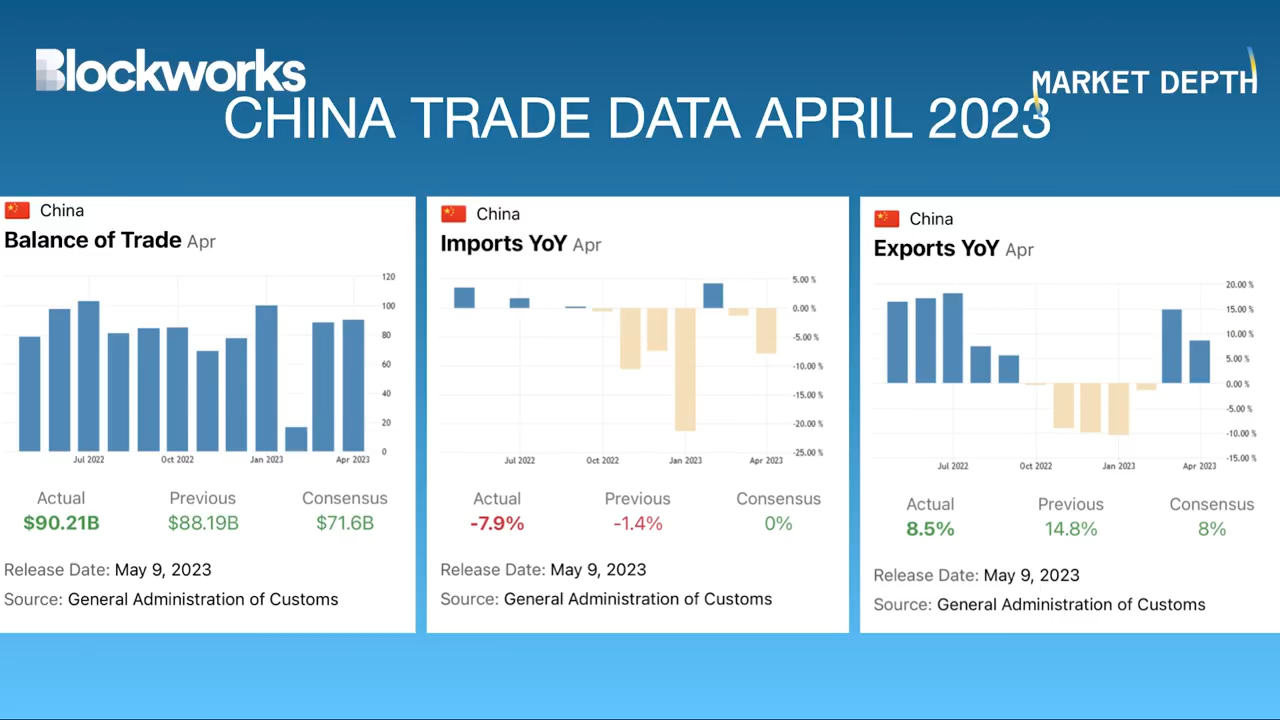 Blockworks
MARKET DEPTH
CHINA TRADE DATA APRIL 2023
China
Balance of Trade Apr
120
100
80
60
40
20
0
Jul 2022 Oct 2022 Jan 2023 Apr 2023
Actual Previous Consensus
$90.21B $88.19B $71.6B
Release Date: May 9, 2023
Source: General Administration of Customs
China
Imports YoY Apr
5.00 %
0.00 %
-5.00 %
-10.00 %
-15.00 %
-20.00 %
-25.00 %
Jul 2022 Oct 2022 Jan 2023 Apr 2023
Actual Previous Consensus
-7.9% -1.4% 0%
Release Date: May 9, 2023
Source: General Administration of Customs
China
Exports YoY Apr
20.00 %
15.00 %
10.00 %
5.00 %
0.00 %
-5.00 %
-10.00 %
-15.00 %
Jul 2022 Oct 2022 Jan 2023 Apr 2023
Actual Previous Consensus
8.5% 14.8% 8%
Release Date: May 9, 2023
Source: General Administration of Customs